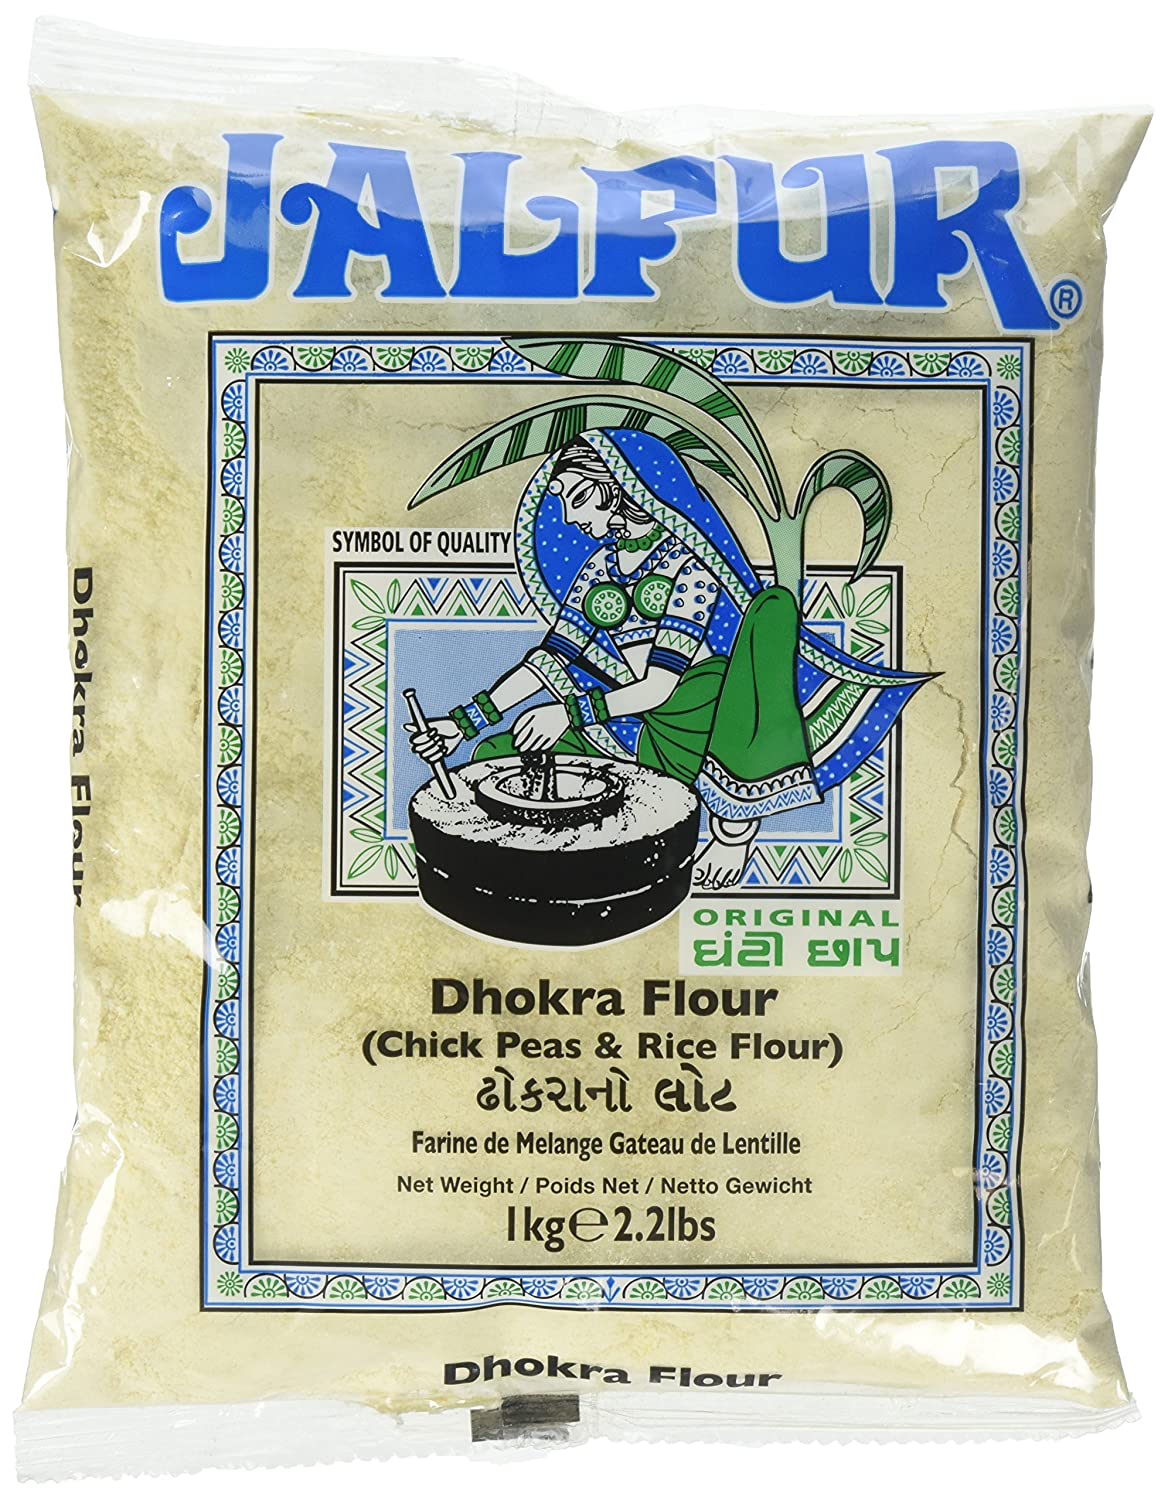 JALPUR®
SYMBOL OF QUALITY
ORIGINAL
ઘંટી છાપ
Dhokra Flour
(Chick Peas & Rice Flour)
ઢોકરાનો લોટ
Farine de Melange Gateau de Lentille
Net Weight / Poids Net / Netto Gewicht
1kg℮2.2lbs
Dhokra Flour
Dhokra Flour